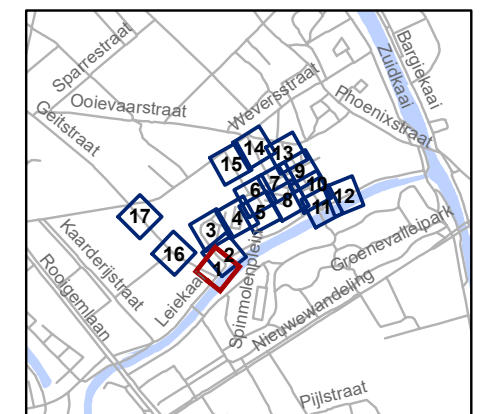 Sparrestraat
Bargiekaai
Zuidkaai
Weversstraat
Ooievaarstraat
Geitstraat
Phoenixstraat
14
13
15
9
7
10
6
12
8
11
5
4
17
3
Kaarderijstraat
Groenevalleipark
16
2
1
Rooigemlaan
Leiekaai
Spinmolenplein
Nieuwewandeling
Pijlstraat